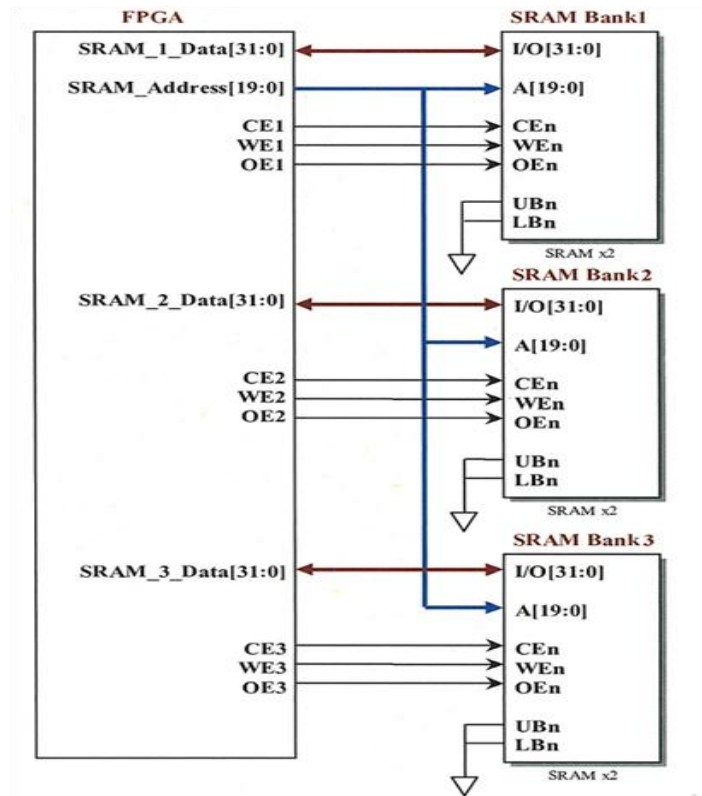 FPGA
SRAM Bank1
SRAM_1_Data[31:0]
I/O[31:0]
SRAM_Address[19:0]
A[19:0]
CE1
CEn
WE1
WEn
OE1
OEn
UBn
LBn
SRAM x2
SRAM Bank2
SRAM_2_Data[31:0]
I/O[31:0]
A[19:0]
CE2
CEn
WE2
WEn
OE2
OEn
UBn
LBn
SRAM x2
SRAM Bank3
SRAM_3_Data[31:0]
I/O[31:0]
A[19:0]
CE3
CEn
WE3
WEn
OE3
OEn
UBn
LBn
SRAM x2